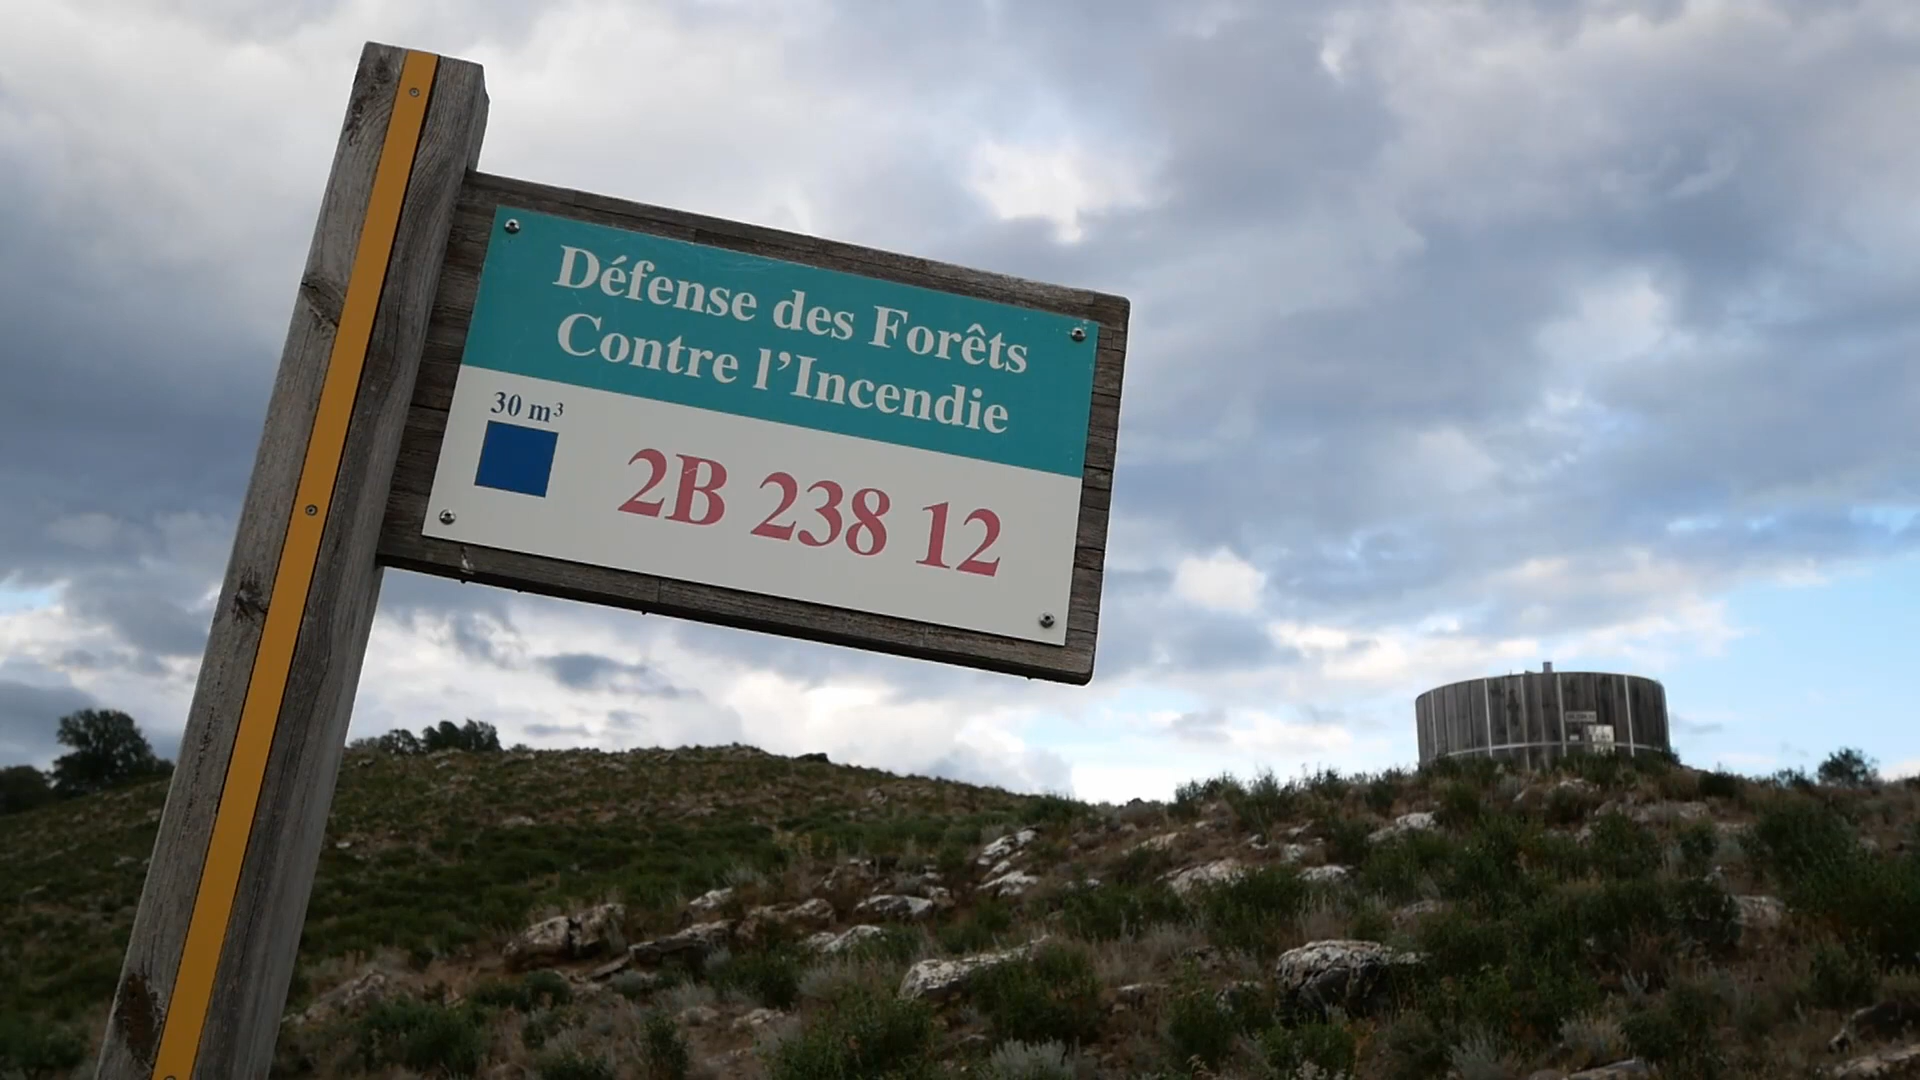 Défense des Forêts
Contre l'Incendie
30 m³
2B 238 12